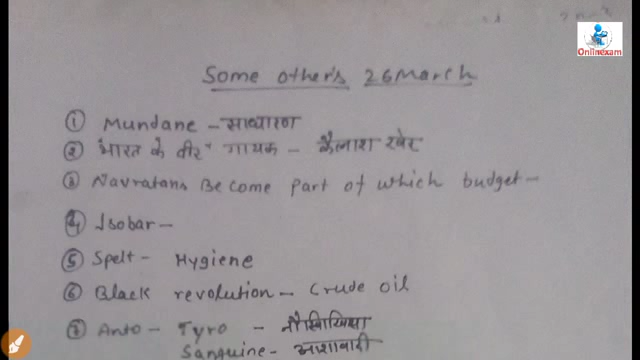 Onlinexam
Some other's 26 March
① Mundane - साधारण
② भारत के वीर गायक - कैलाश खेर
③ Navratans Become part of which budget -
④ Isobar -
⑤ Spelt - Hygiene
⑥ Black revolution - Crude oil
⑦ Anto - Tyro - नौसिखिया
Sanguine - आशावादी